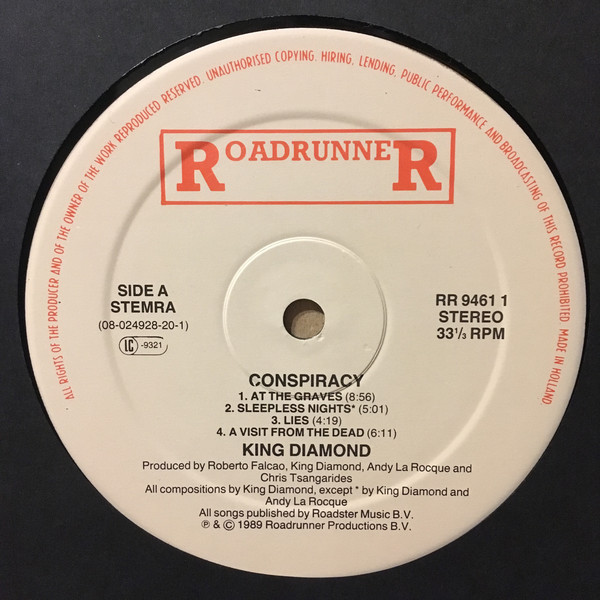 ALL RIGHTS OF THE PRODUCER AND OF THE OWNER OF THE WORK REPRODUCED RESERVED. UNAUTHORISED COPYING. HIRING, LENDING, PUBLIC PERFORMANCE AND BROADCASTING OF THIS RECORD PROHIBITED. MADE IN HOLLAND
ROADRUNNER
SIDE A
STEMRA
(08-024928-20-1)
LC -9321
RR 9461 1
STEREO
33⅓ RPM
CONSPIRACY
1. AT THE GRAVES (8:56)
2. SLEEPLESS NIGHTS* (5:01)
3. LIES (4:19)
4. A VISIT FROM THE DEAD (6:11)
KING DIAMOND
Produced by Roberto Falcao, King Diamond, Andy La Rocque and
Chris Tsangarides
All compositions by King Diamond, except * by King Diamond and
Andy La Rocque
All songs published by Roadster Music B.V.
℗ & © 1989 Roadrunner Productions B.V.